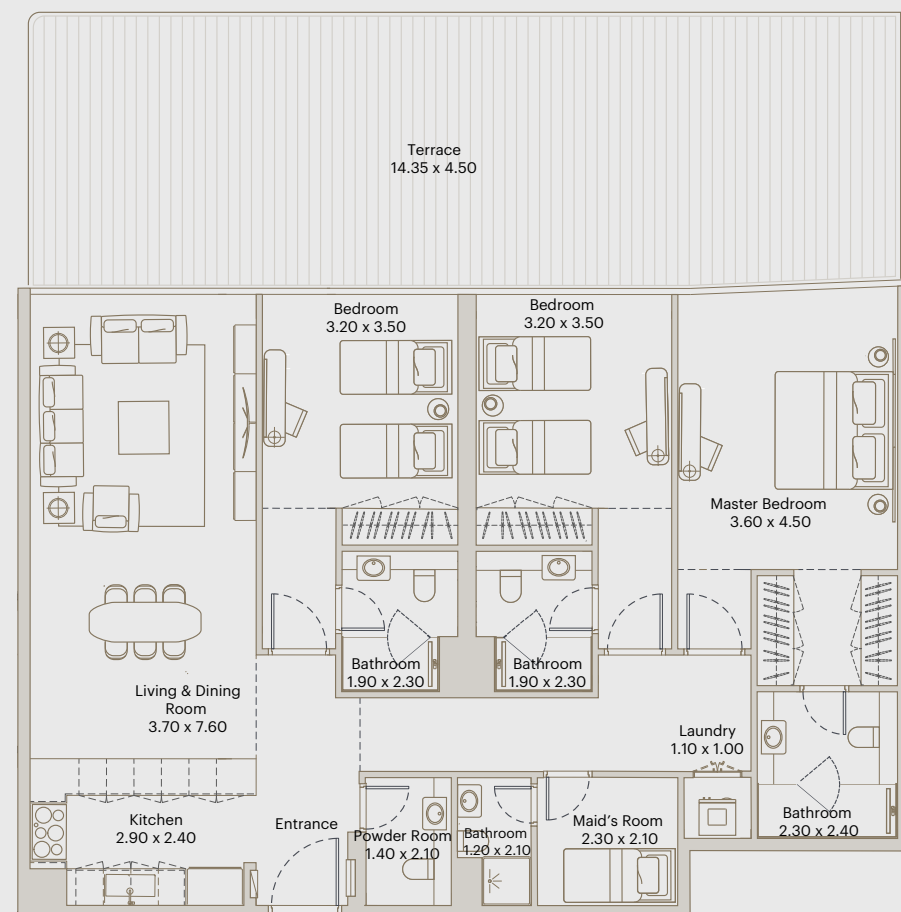 Terrace
14.35 x 4.50
Bedroom
3.20 x 3.50
Bedroom
3.20 x 3.50
Master Bedroom
3.60 x 4.50
Bathroom
1.90 x 2.30
Bathroom
1.90 x 2.30
Living & Dining
Room
3.70 x 7.60
Laundry
1.10 x 1.00
Kitchen
2.90 x 2.40
Entrance
Powder Room
1.40 x 2.10
Bathroom
1.20 x 2.10
Maid's Room
2.30 x 2.10
Bathroom
2.30 x 2.40